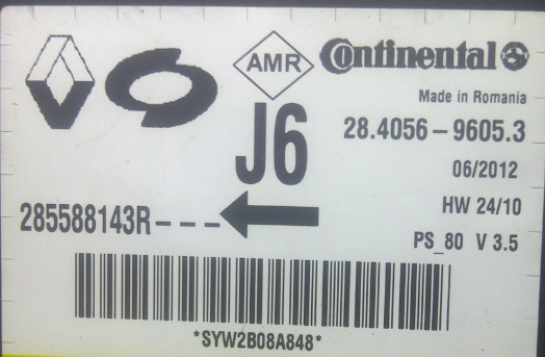 AMR
Continental
Made in Romania
J6
28.4056-9605.3
06/2012
285588143R---
HW 24/10
PS_80 V 3.5
*SYW2B08A848*